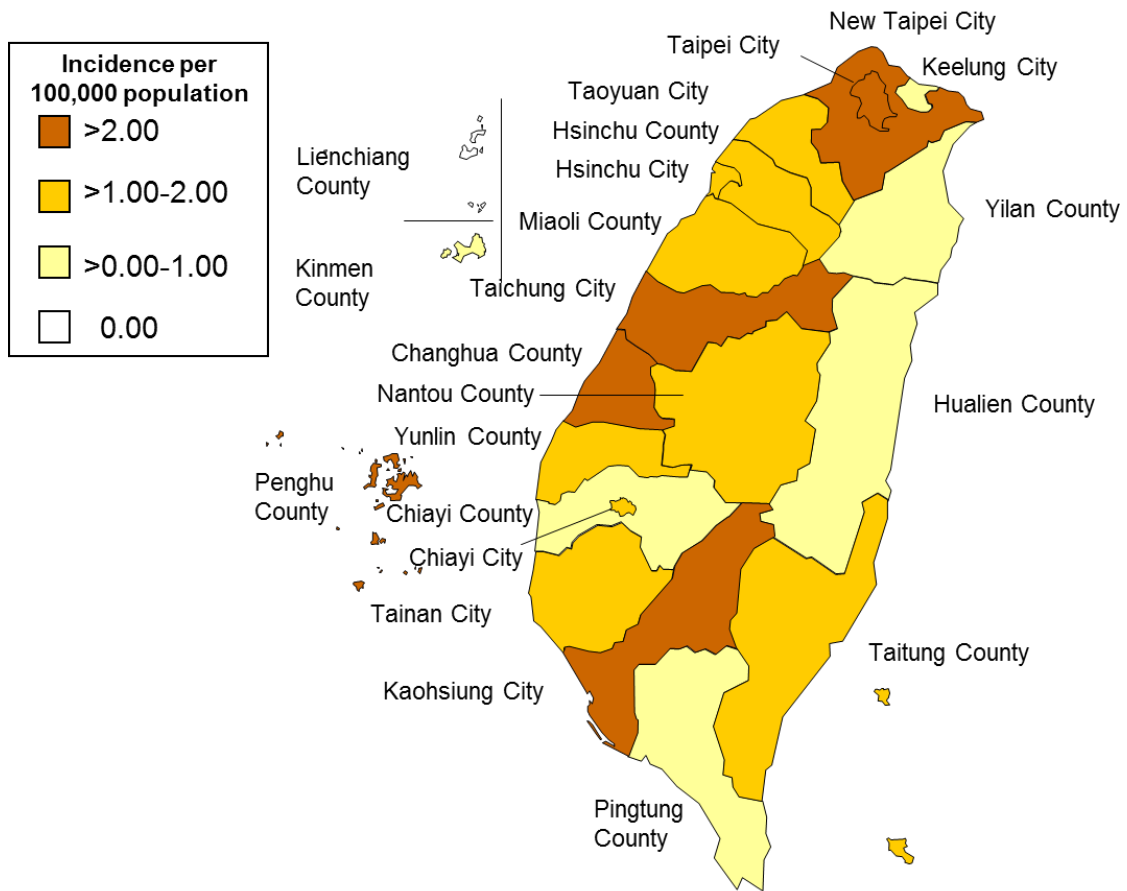 Incidence per
100,000 population
>2.00
>1.00-2.00
>0.00-1.00
0.00
New Taipei City
Taipei City
Keelung City
Taoyuan City
Hsinchu County
Hsinchu City
Lienchiang
County
Miaoli County
Yilan County
Kinmen
County
Taichung City
Changhua County
Nantou County
Hualien County
Yunlin County
Penghu
County
Chiayi County
Chiayi City
Tainan City
Taitung County
Kaohsiung City
Pingtung
County